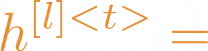 h^{[l]<t>} =